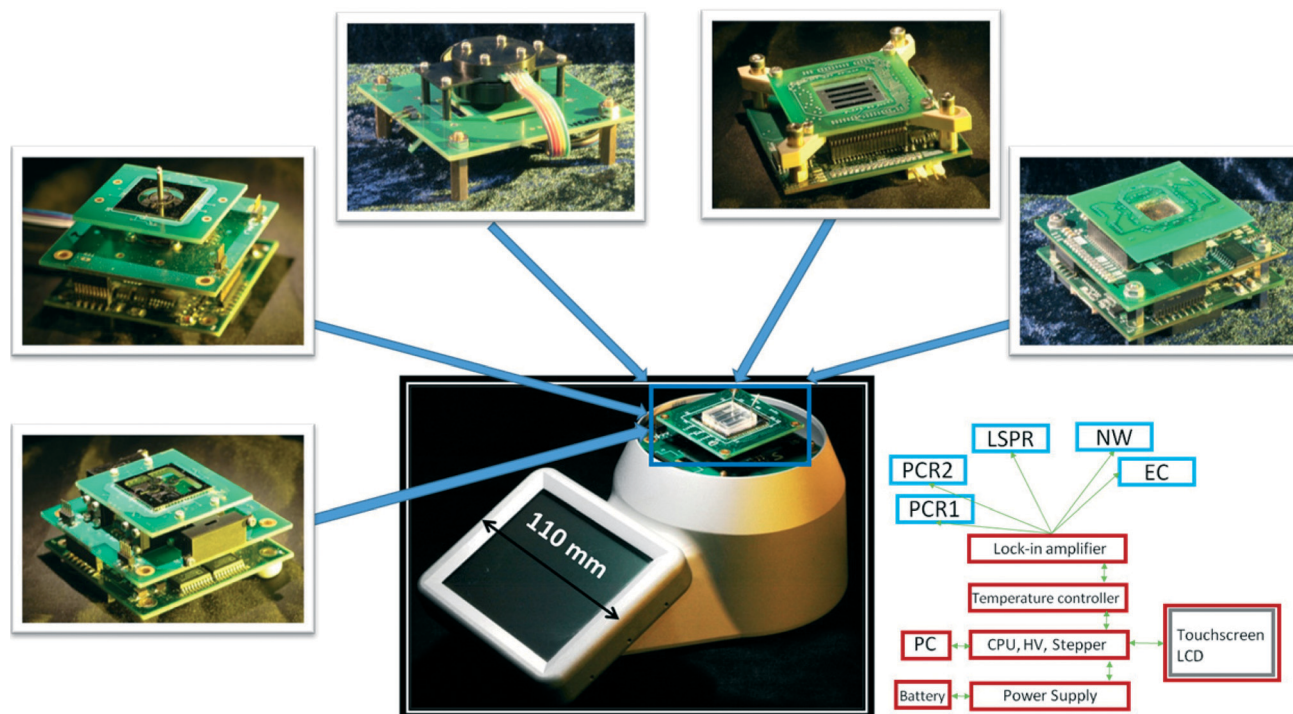 LSPR
NW
PCR2
EC
PCR1
Lock-in amplifier
110 mm
Temperature controller
PC
CPU, HV, Stepper
Touchscreen
LCD
Battery
Power Supply